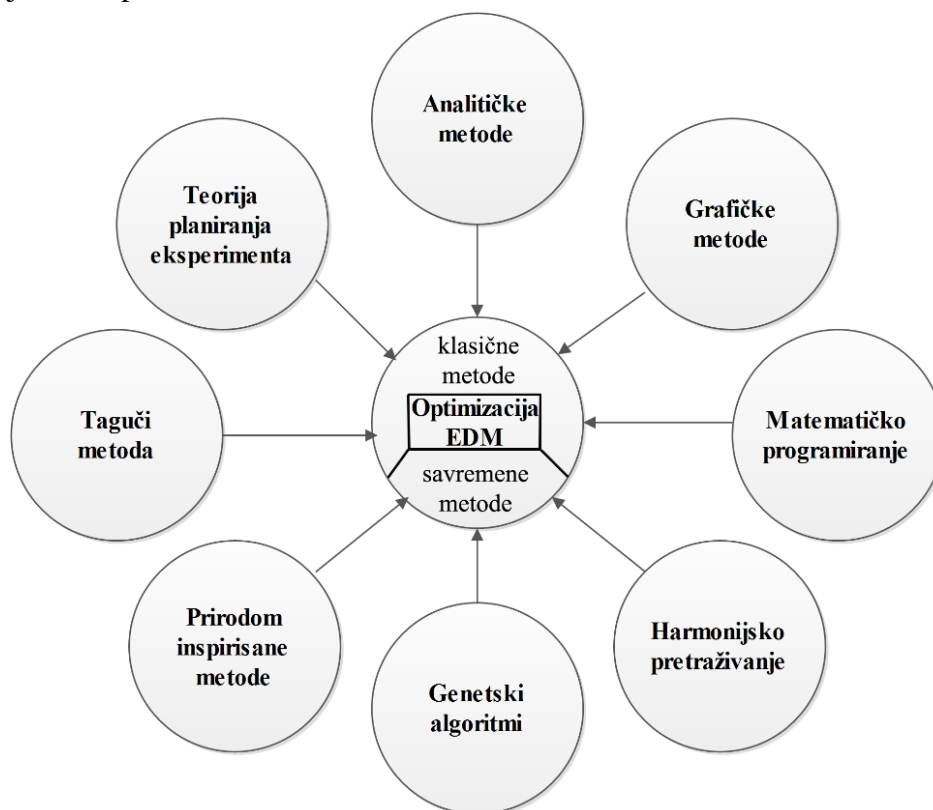 Analitičke
metode
Teorija
planiranja
eksperimenta
Grafičke
metode
klasične
metode
Optimizacija
EDM
savremene
metode
Taguči
metoda
Matematičko
programiranje
Prirodom
inspirisane
metode
Harmonijsko
pretraživanje
Genetski
algoritmi